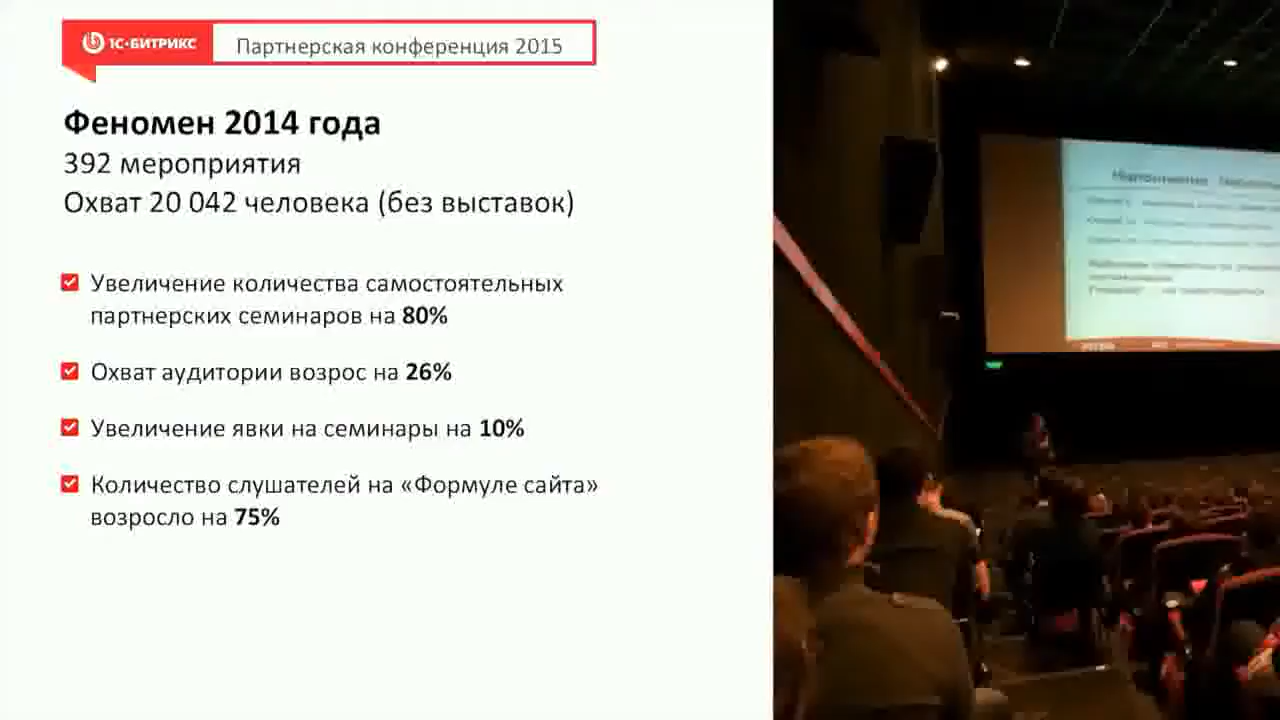 1С-БИТРИКС Партнерская конференция 2015
Феномен 2014 года
392 мероприятия
Охват 20 042 человека (без выставок)
Увеличение количества самостоятельных
партнерских семинаров на 80%
Охват аудитории возрос на 26%
Увеличение явки на семинары на 10%
Количество слушателей на «Формуле сайта»
возросло на 75%